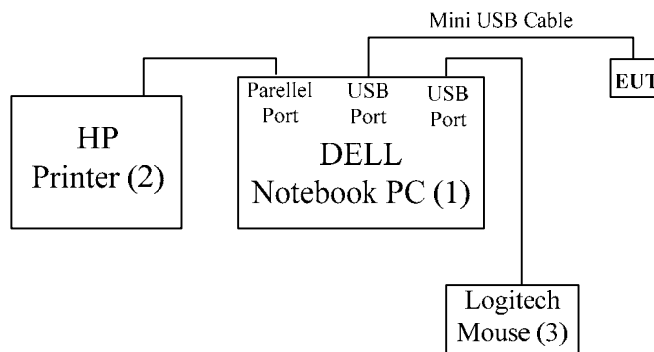 Mini USB Cable
EUT
Parellel Port
USB Port
USB Port
HP
Printer (2)
DELL
Notebook PC (1)
Logitech
Mouse (3)